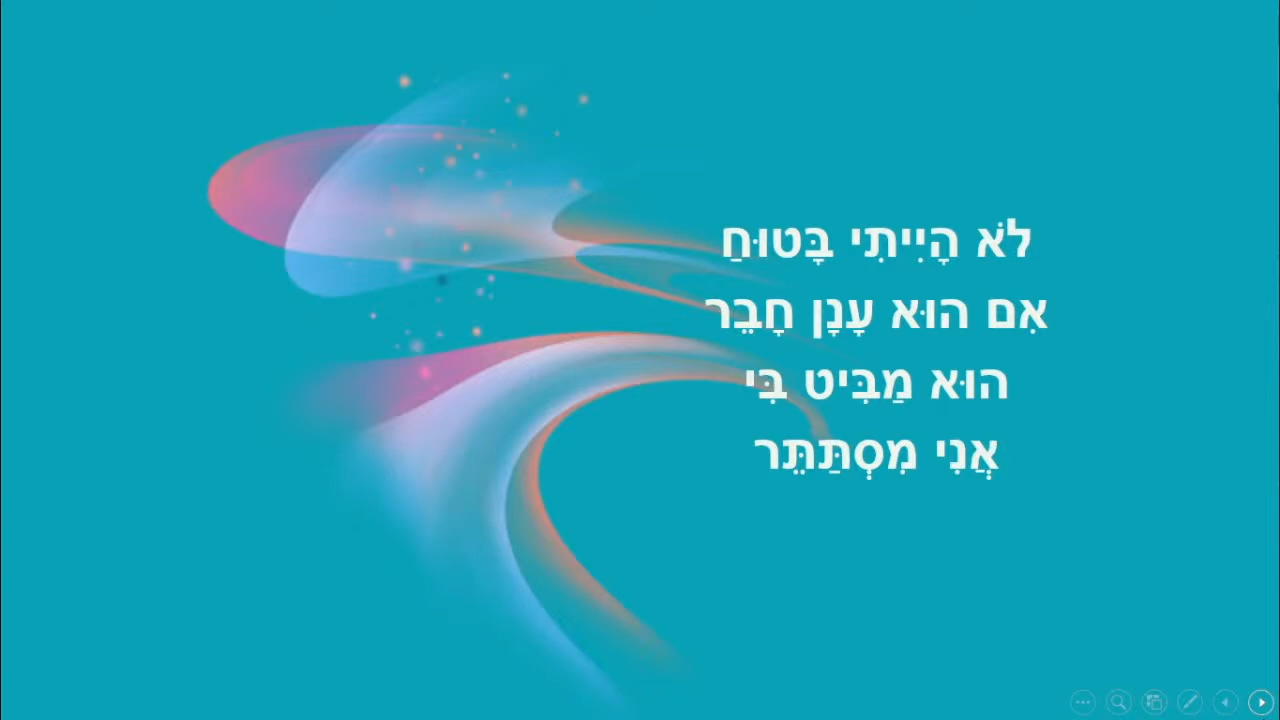 לֹא הָיִיתִי בָּטוּחַ
אִם הוּא עָנָן חָבֵר
הוּא מַבִּיט בִּי
אֲנִי מִסְתַּתֵּר